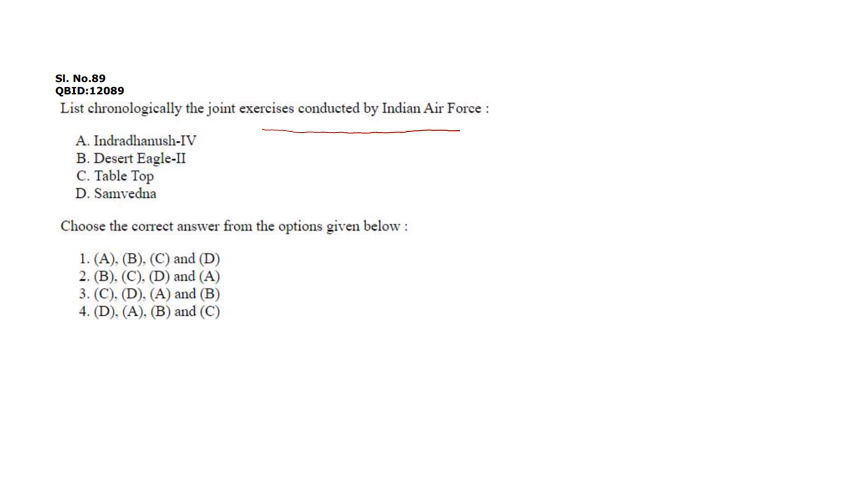 Sl. No.89
QBID:12089
List chronologically the joint exercises conducted by Indian Air Force :
A. Indradhanush-IV
B. Desert Eagle-II
C. Table Top
D. Samvedna
Choose the correct answer from the options given below :
1. (A), (B), (C) and (D)
2. (B), (C), (D) and (A)
3. (C), (D), (A) and (B)
4. (D), (A), (B) and (C)